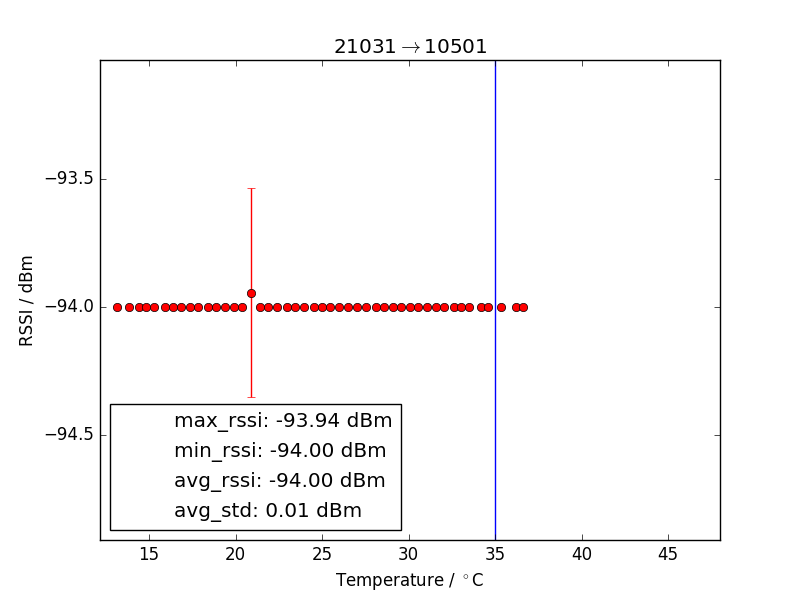 21031→10501
RSSI / dBm
−93.5
−94.0
−94.5
max_rssi: -93.94 dBm
min_rssi: -94.00 dBm
avg_rssi: -94.00 dBm
avg_std: 0.01 dBm
15 20 25 30 35 40 45
Temperature / °C